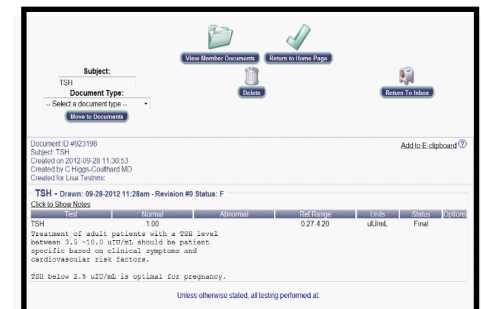 View Member Documents
Return to Home Page
Subject:
TSH
Document Type:
-- Select a document type --
Move to Documents
Delete
Return To Inbox
Document ID #923198
Add to E-clipboard
Subject: TSH
Created on 2012-09-28 11:30:53
Created by C Higgs-Coulthard MD
Created for Lisa Testrmc
TSH - Drawn: 09-28-2012 11:28am - Revision #0 Status: F
Click to Show Notes
Test Normal Abnormal Ref Range Units Status Options
TSH 1.00 0.27-4.20 uIU/mL Final
Treatment of adult patients with a TSH level
between 3.5 -10.0 uIU/mL should be patient
specific based on clinical symptoms and
cardiovascular risk factors.
TSH below 2.5 uIU/mL is optimal for pregnancy.
Unless otherwise stated, all testing performed at: